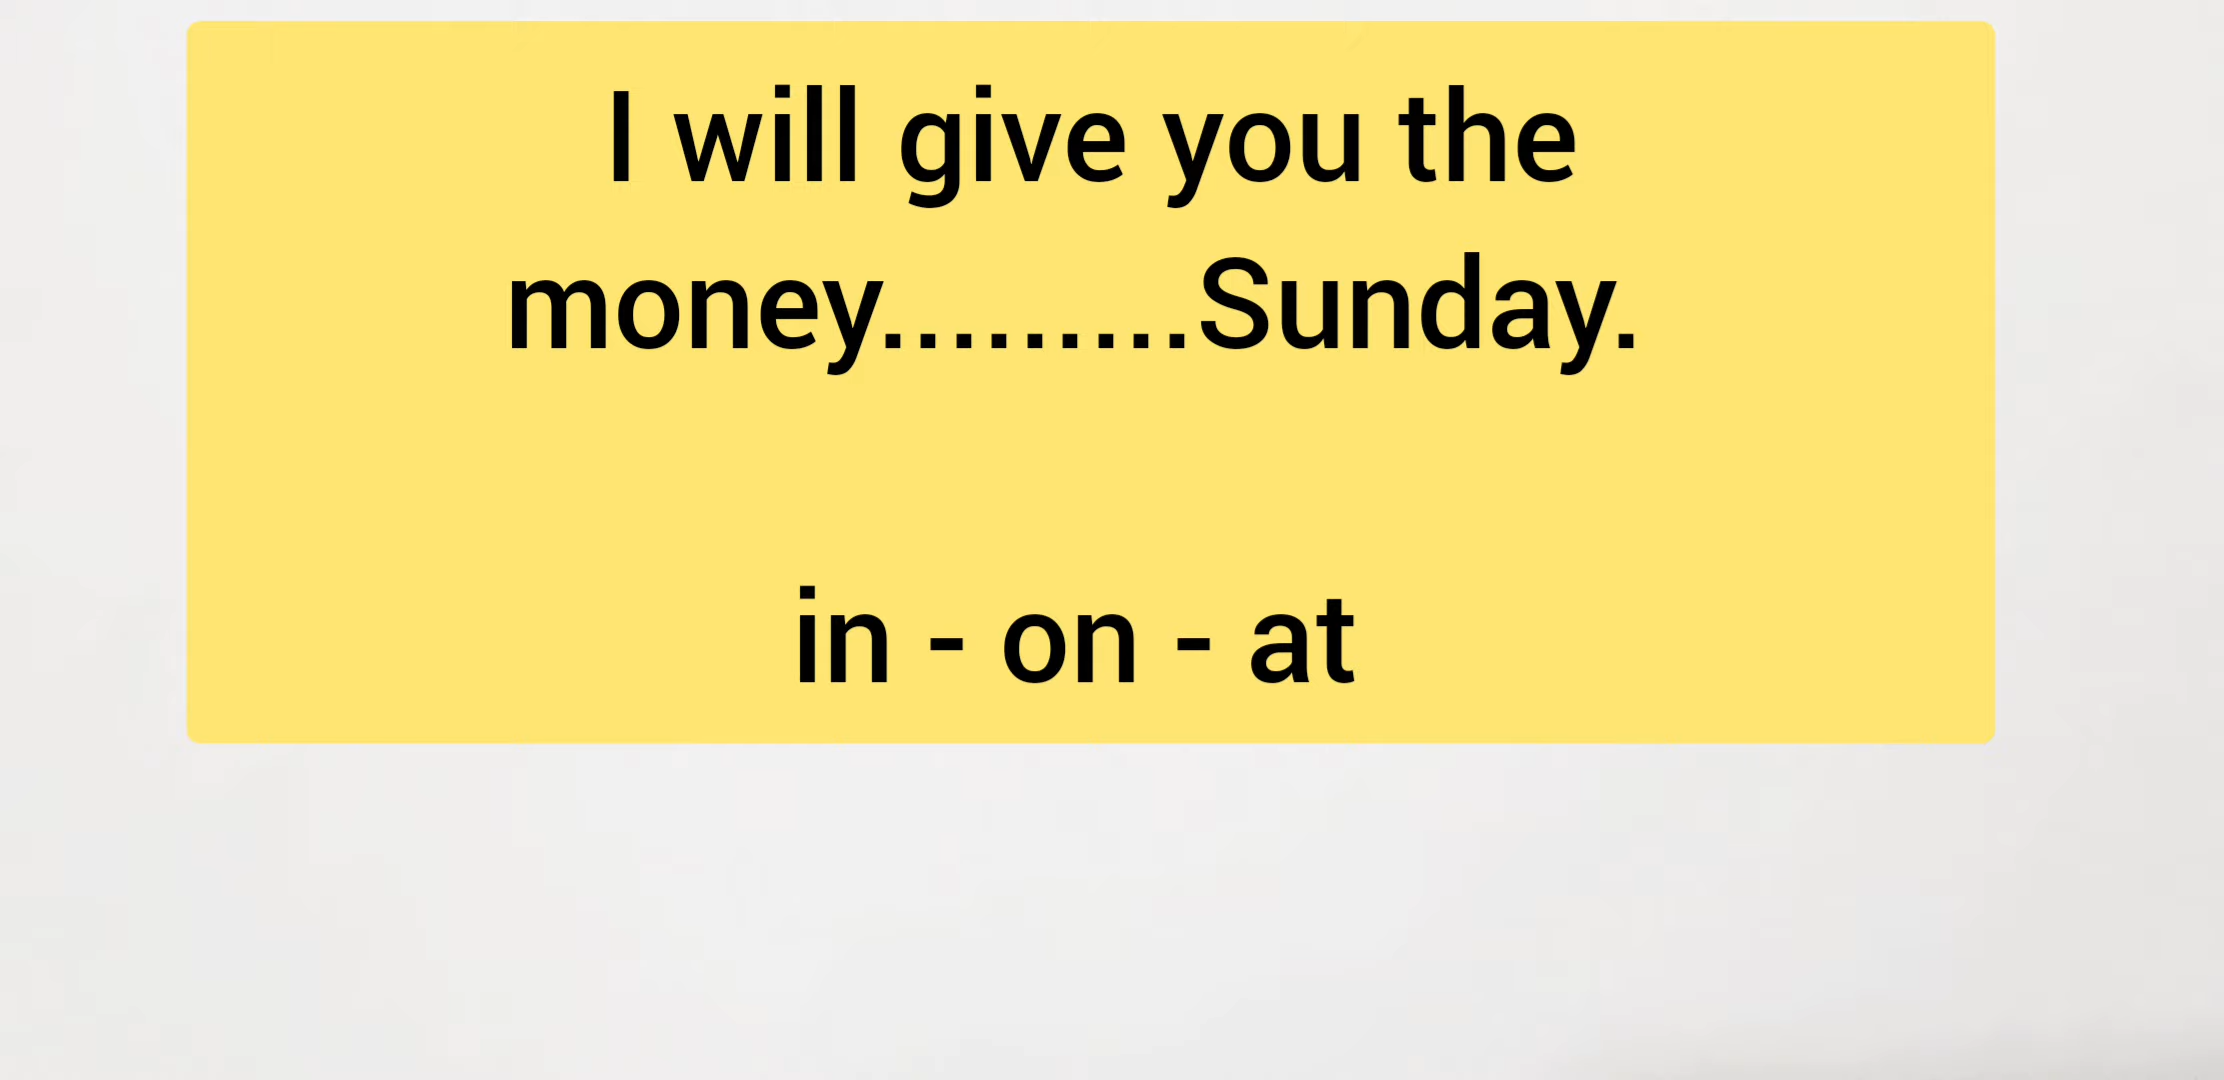 I will give you the
money.........Sunday.
in - on - at